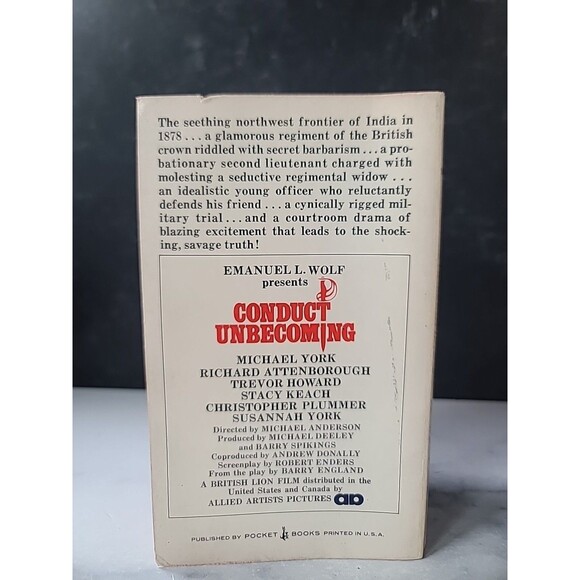 The seething northwest frontier of India in
1878 . . . a glamorous regiment of the British
crown riddled with secret barbarism . . . a pro-
bationary second lieutenant charged with
molesting a seductive regimental widow . . .
an idealistic young officer who reluctantly
defends his friend . . . a cynically rigged mil-
itary trial . . . and a courtroom drama of
blazing excitement that leads to the shock-
ing, savage truth!
EMANUEL L. WOLF
presents
CONDUCT
UNBECOMING
MICHAEL YORK
RICHARD ATTENBOROUGH
TREVOR HOWARD
STACY KEACH
CHRISTOPHER PLUMMER
SUSANNAH YORK
Directed by MICHAEL ANDERSON
Produced by MICHAEL DEELEY
and BARRY SPIKINGS
Coproduced by ANDREW DONALLY
Screenplay by ROBERT ENDERS
From the play by BARRY ENGLAND
A BRITISH LION FILM distributed in the
United States and Canada by
ALLIED ARTISTS PICTURES
PUBLISHED BY POCKET BOOKS PRINTED IN U.S.A.